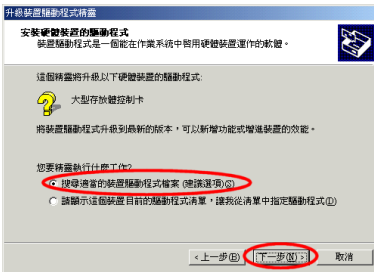 升級裝置驅動程式精靈
安裝硬體裝置的驅動程式
裝置驅動程式是一個能在作業系統中啓用硬體裝置運作的軟體。
這個精靈將升級以下硬體裝置的驅動程式:
大型存放體控制卡
將裝置驅動程式升級到最新的版本，可以新增功能或增進裝置的效能。
您要精靈執行什麼工作?
搜尋適當的裝置驅動程式檔案 (建議選項)(S)
請顯示這個裝置目前的驅動程式清單，讓我從清單中指定驅動程式(D)
<上一步(B) 下一步(N)> 取消